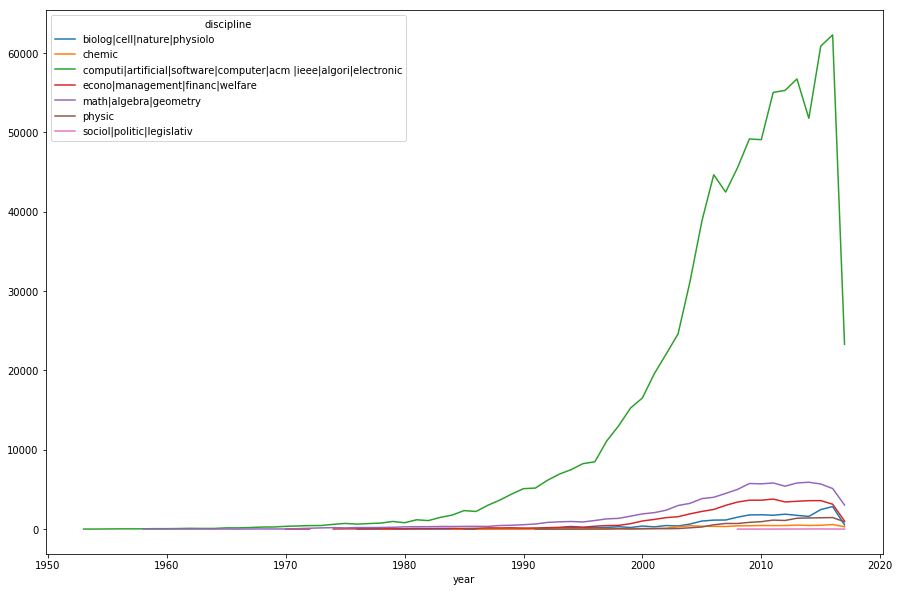 discipline
biolog|cell|nature|physiolo
chemic
computi|artificial|software|computer|acm |ieee|algori|electronic
econo|management|financ|welfare
math|algebra|geometry
physic
sociol|politic|legislativ
60000
50000
40000
30000
20000
10000
0
1950 1960 1970 1980 1990 2000 2010 2020
year